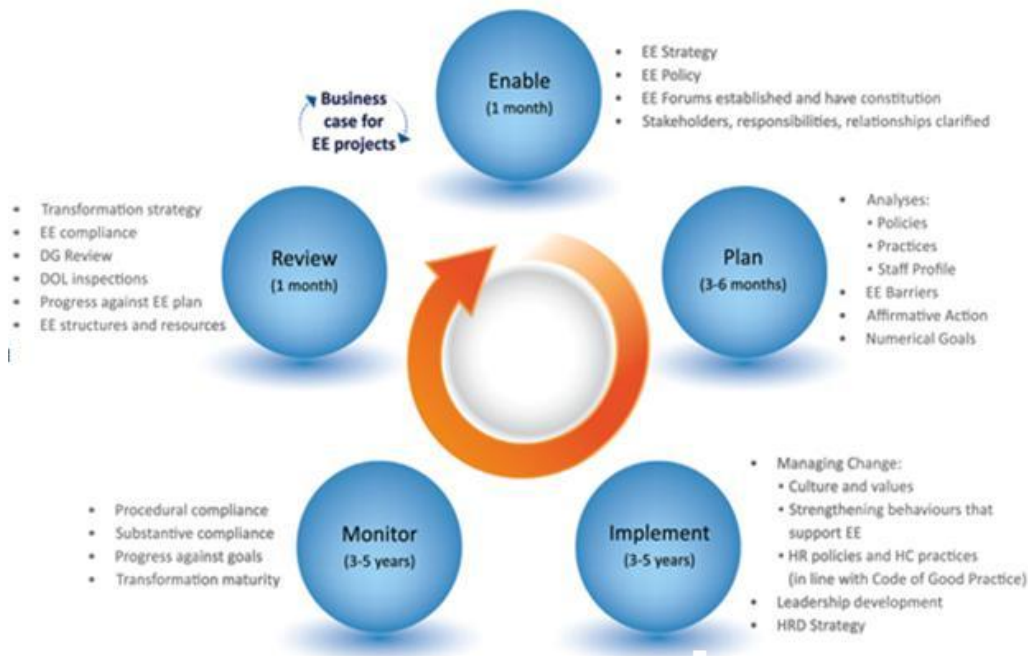 Enable
(1 month)
• EE Strategy
• EE Policy
• EE Forums established and have constitution
• Stakeholders, responsibilities, relationships clarified
Business
case for
EE projects
Plan
(3-6 months)
• Analyses:
• Policies
• Practices
• Staff Profile
• EE Barriers
• Affirmative Action
• Numerical Goals
Implement
(3-5 years)
• Managing Change:
• Culture and values
• Strengthening behaviours that
support EE
• HR policies and HC practices
(in line with Code of Good Practice)
• Leadership development
• HRD Strategy
Monitor
(3-5 years)
• Procedural compliance
• Substantive compliance
• Progress against goals
• Transformation maturity
Review
(1 month)
• Transformation strategy
• EE compliance
• DG Review
• DOL inspections
• Progress against EE plan
• EE structures and resources